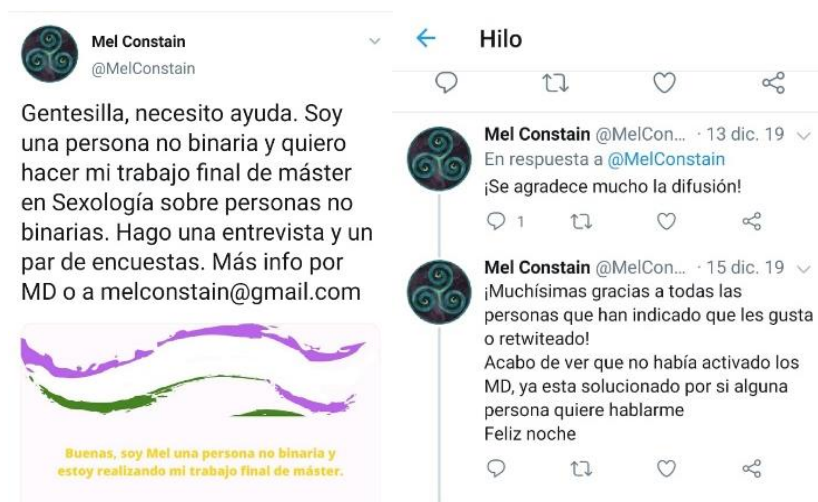 Mel Constain
@MelConstain
Gentesilla, necesito ayuda. Soy
una persona no binaria y quiero
hacer mi trabajo final de máster
en Sexología sobre personas no
binarias. Hago una entrevista y un
par de encuestas. Más info por
MD o a melconstain@gmail.com
Buenas, soy Mel una persona no binaria y
estoy realizando mi trabajo final de máster.
Hilo
Mel Constain @MelCon... · 13 dic. 19
En respuesta a @MelConstain
¡Se agradece mucho la difusión!
1
Mel Constain @MelCon... · 15 dic. 19
¡Muchísimas gracias a todas las
personas que han indicado que les gusta
o retwiteado!
Acabo de ver que no había activado los
MD, ya esta solucionado por si alguna
persona quiere hablarme
Feliz noche